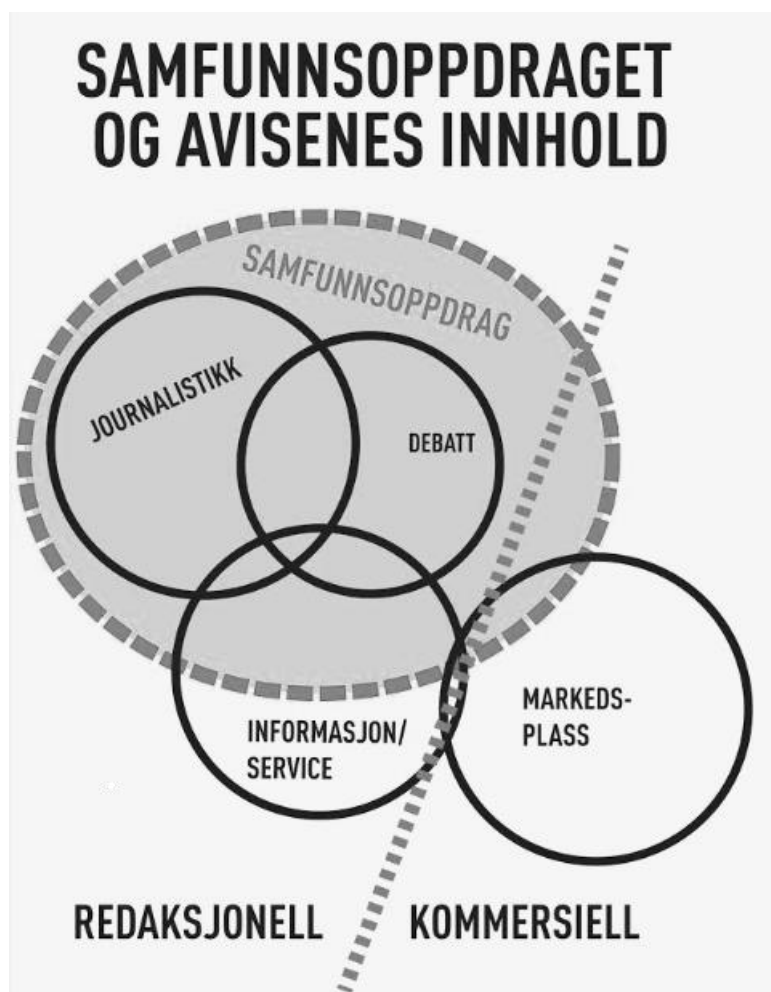 SAMFUNNSOPPDRAGET
OG AVISENES INNHOLD
SAMFUNNSOPPDRAG
JOURNALISTIKK
DEBATT
INFORMASJON/
SERVICE
MARKEDS-
PLASS
REDAKSJONELL
KOMMERSIELL